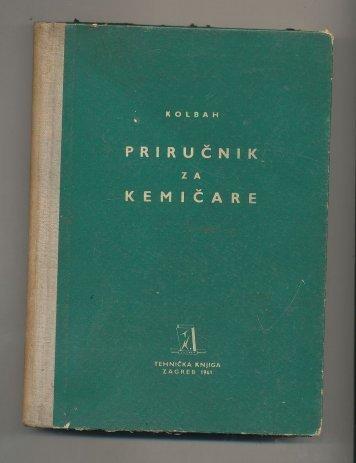 KOLBAH
PRIRUČNIK
ZA
KEMIČARE
TEHNIČKA KNJIGA
ZAGREB 1961